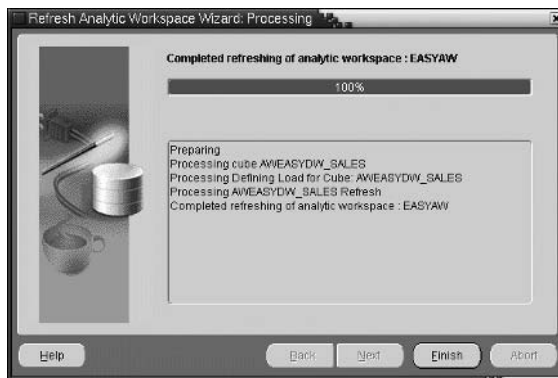 Refresh Analytic Workspace Wizard: Processing
Completed refreshing of analytic workspace : EASYAW
100%
Preparing
Processing cube AWEASYDW_SALES
Processing Defining Load for Cube: AWEASYDW_SALES
Processing AWEASYDW_SALES Refresh
Completed refreshing of analytic workspace : EASYAW
Help
Back
Next
Finish
Abort